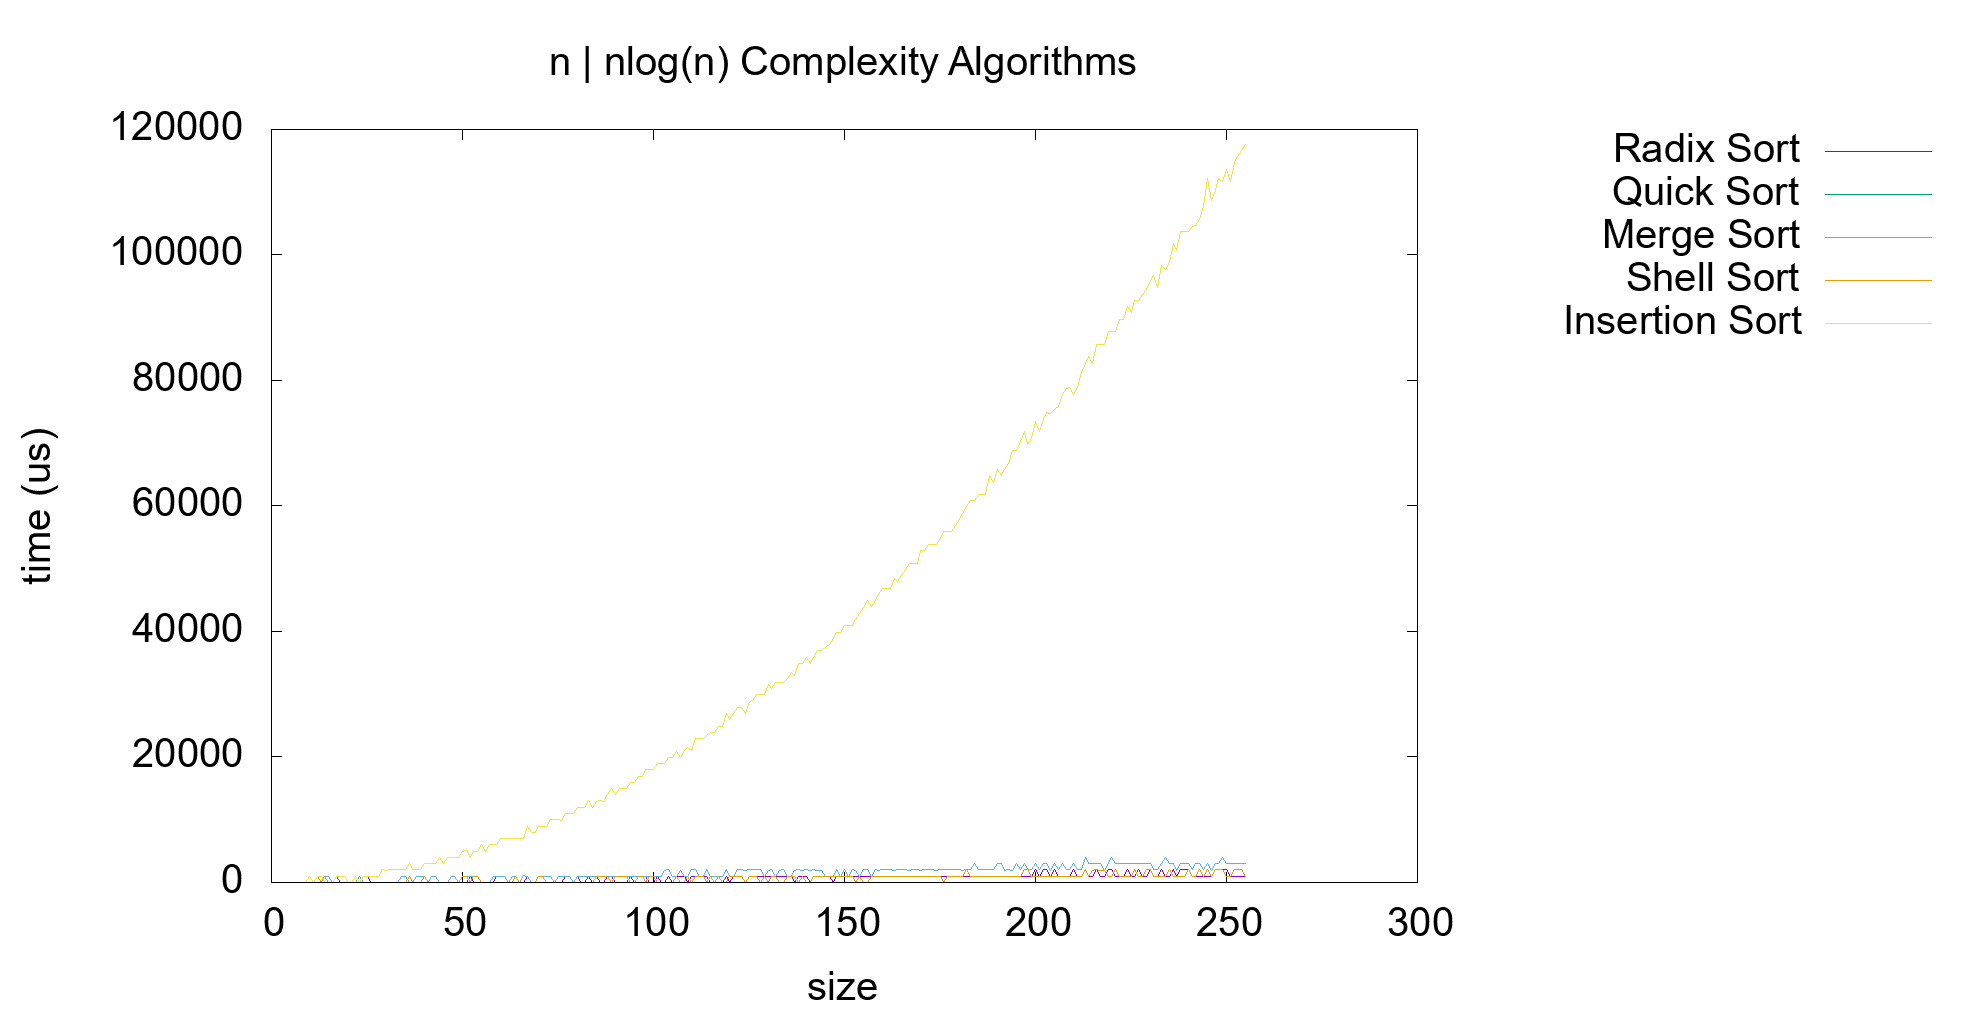 n | nlog(n) Complexity Algorithms
120000
100000
80000
60000
40000
20000
0
time (us)
0 50 100 150 200 250 300
size
Radix Sort
Quick Sort
Merge Sort
Shell Sort
Insertion Sort